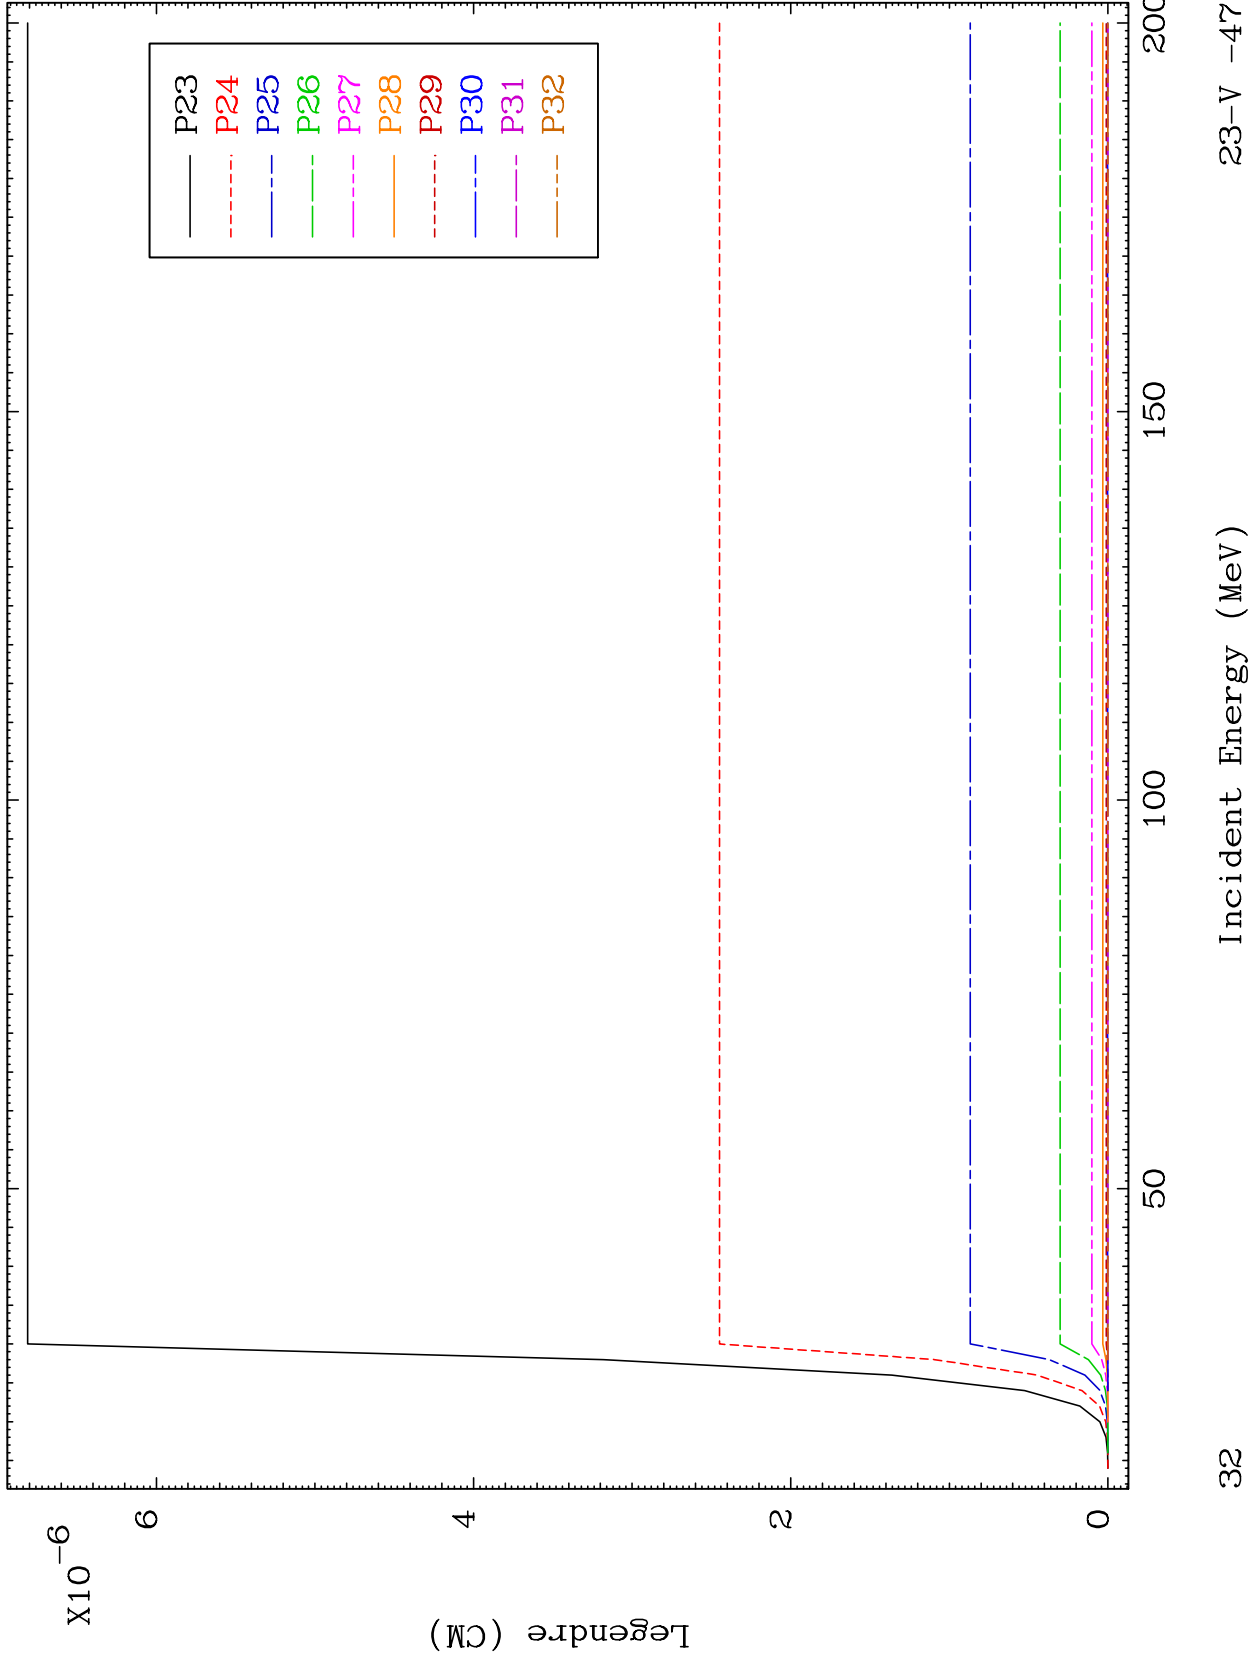 X10-6
6
4
2
0
Legendre (CM)
P23
P24
P25
P26
P27
P28
P29
P30
P31
P32
50
100
150
200
Incident Energy (MeV)
32
23-V -47